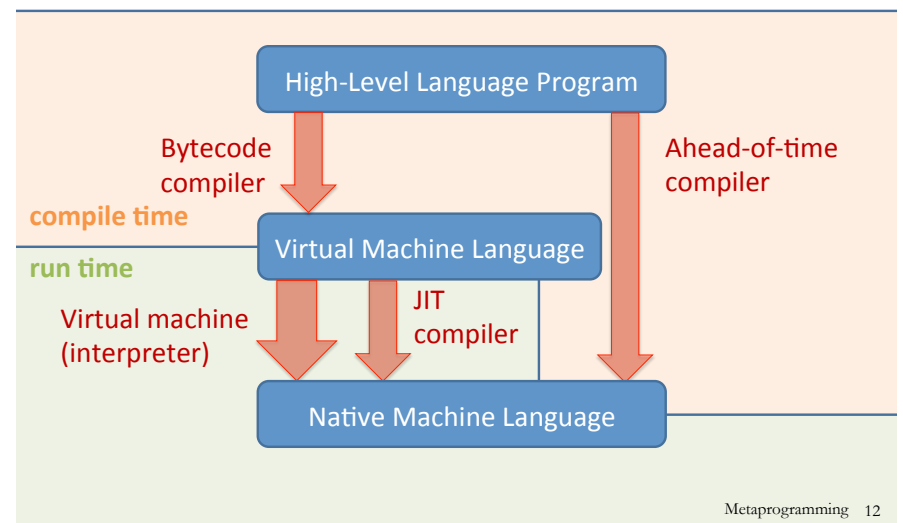 High-Level Language Program
Bytecode
compiler
Ahead-of-time
compiler
compile time
Virtual Machine Language
run time
Virtual machine
(interpreter)
JIT
compiler
Native Machine Language
Metaprogramming 12